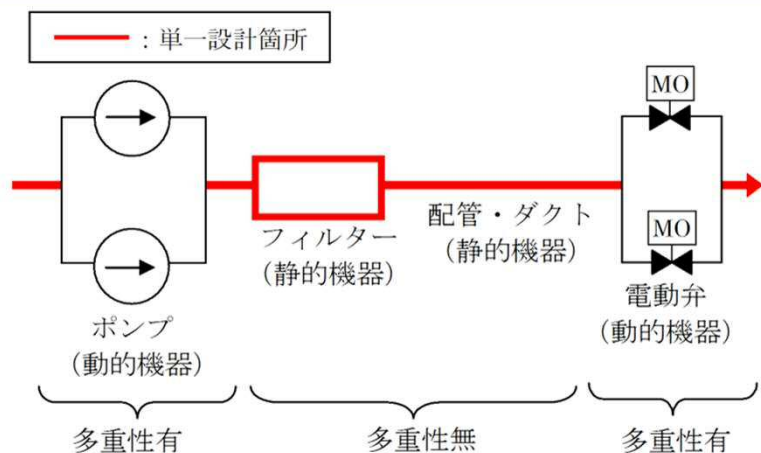 ：単一設計箇所
MO
MO
フィルター
（静的機器）
配管・ダクト
（静的機器）
ポンプ
（動的機器）
電動弁
（動的機器）
多重性有
多重性無
多重性有